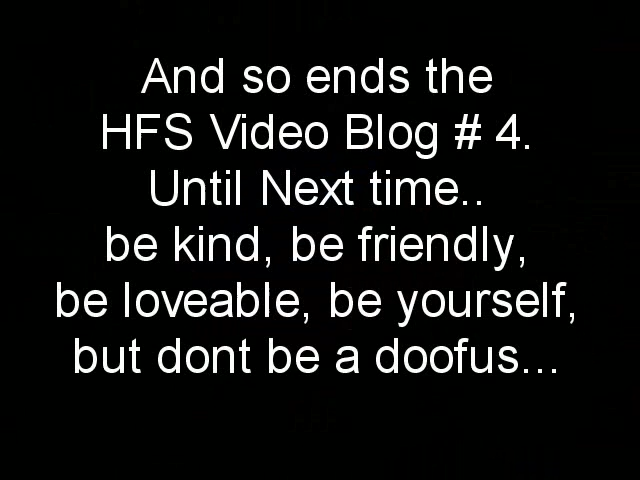 And so ends the
HFS Video Blog # 4.
Until Next time..
be kind, be friendly,
be loveable, be yourself,
but dont be a doofus...